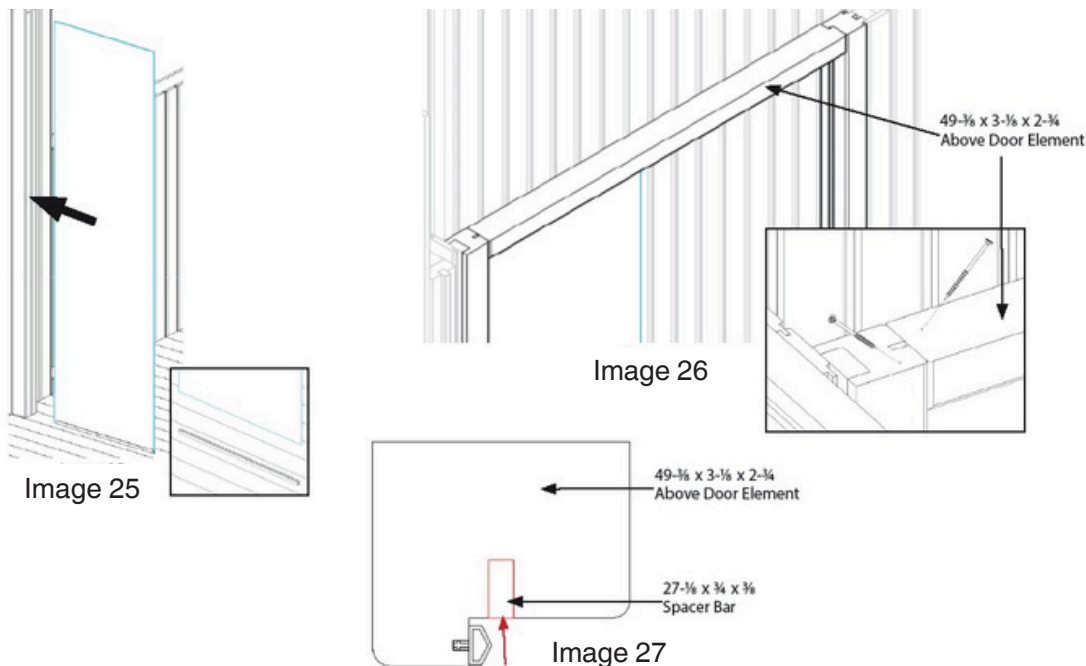 49-⅜ x 3-⅛ x 2-¾
Above Door Element
Image 26
Image 25
49-⅜ x 3-⅛ x 2-¾
Above Door Element
27-⅛ x ¾ x ⅜
Spacer Bar
Image 27